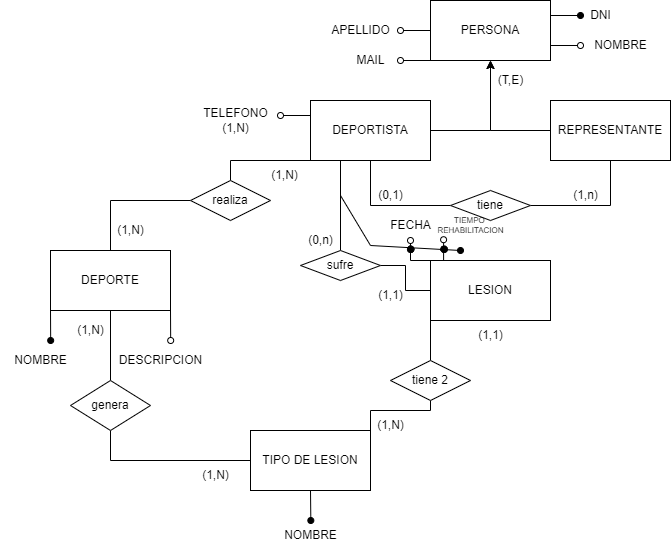 PERSONA
DNI
APELLIDO
NOMBRE
MAIL
(T,E)
TELEFONO
(1,N)
DEPORTISTA
REPRESENTANTE
(1,N)
realiza
(0,1)
tiene
(1,n)
(1,N)
FECHA
TIEMPO
REHABILITACION
(0,n)
sufre
DEPORTE
LESION
(1,1)
(1,N)
(1,1)
NOMBRE
DESCRIPCION
tiene 2
genera
(1,N)
TIPO DE LESION
(1,N)
NOMBRE